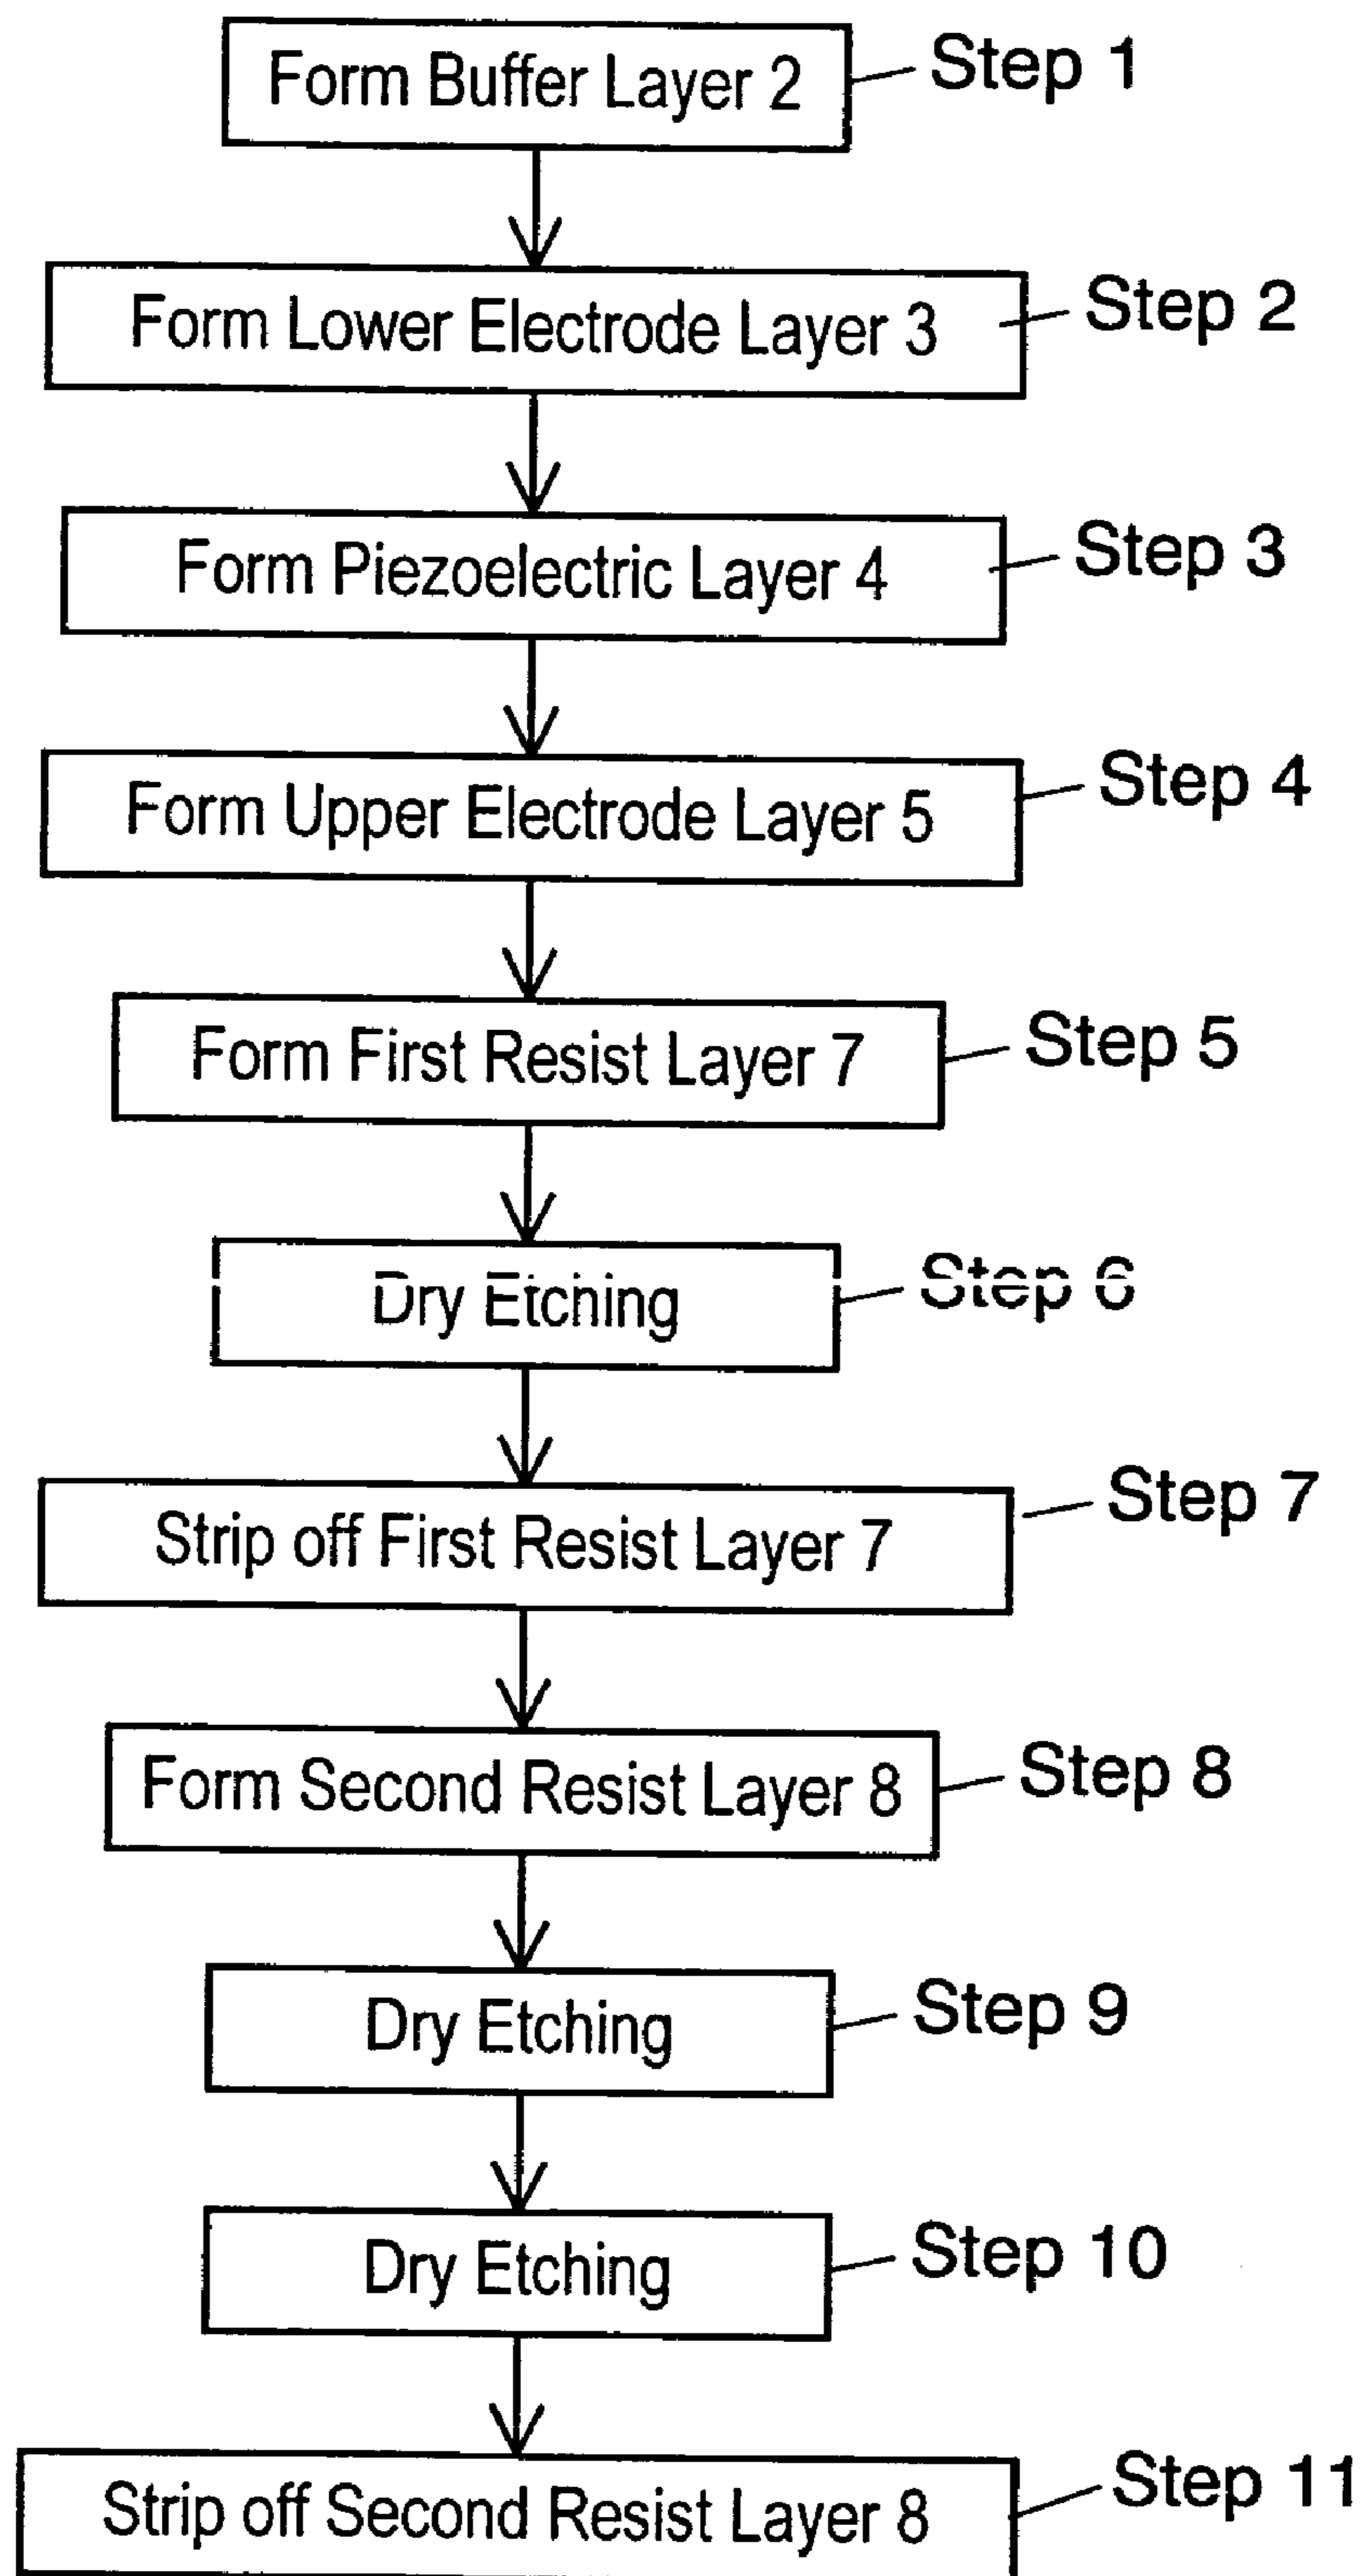 Form Buffer Layer 2
Step 1
Form Lower Electrode Layer 3
Step 2
Form Piezoelectric Layer 4
Step 3
Form Upper Electrode Layer 5
Step 4
Form First Resist Layer 7
Step 5
Dry Etching
Step 6
Strip off First Resist Layer 7
Step 7
Form Second Resist Layer 8
Step 8
Dry Etching
Step 9
Dry Etching
Step 10
Strip off Second Resist Layer 8
Step 11